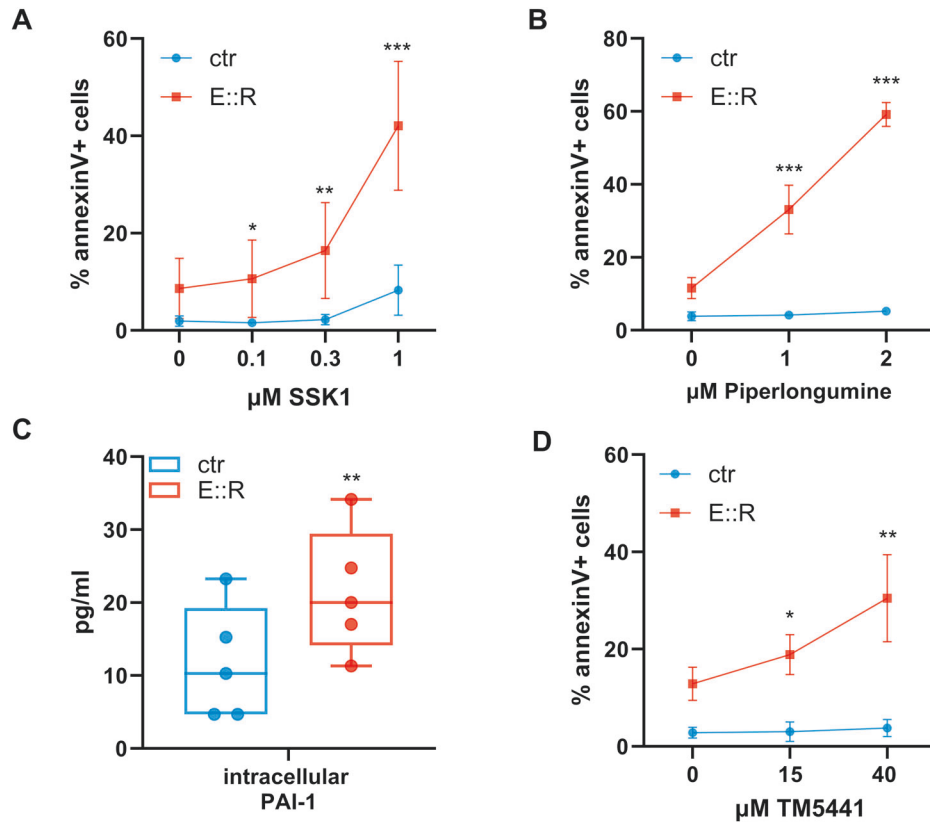 A
% annexinV+ cells
60
40
20
0
ctr
E::R
*
**
***
0 0.1 0.3 1
µM SSK1
B
% annexinV+ cells
80
60
40
20
0
ctr
E::R
***
***
0 1 2
µM Piperlongumine
C
pg/ml
40
30
20
10
0
ctr
E::R
**
intracellular
PAI-1
D
% annexinV+ cells
60
40
20
0
ctr
E::R
*
**
0 15 40
µM TM5441